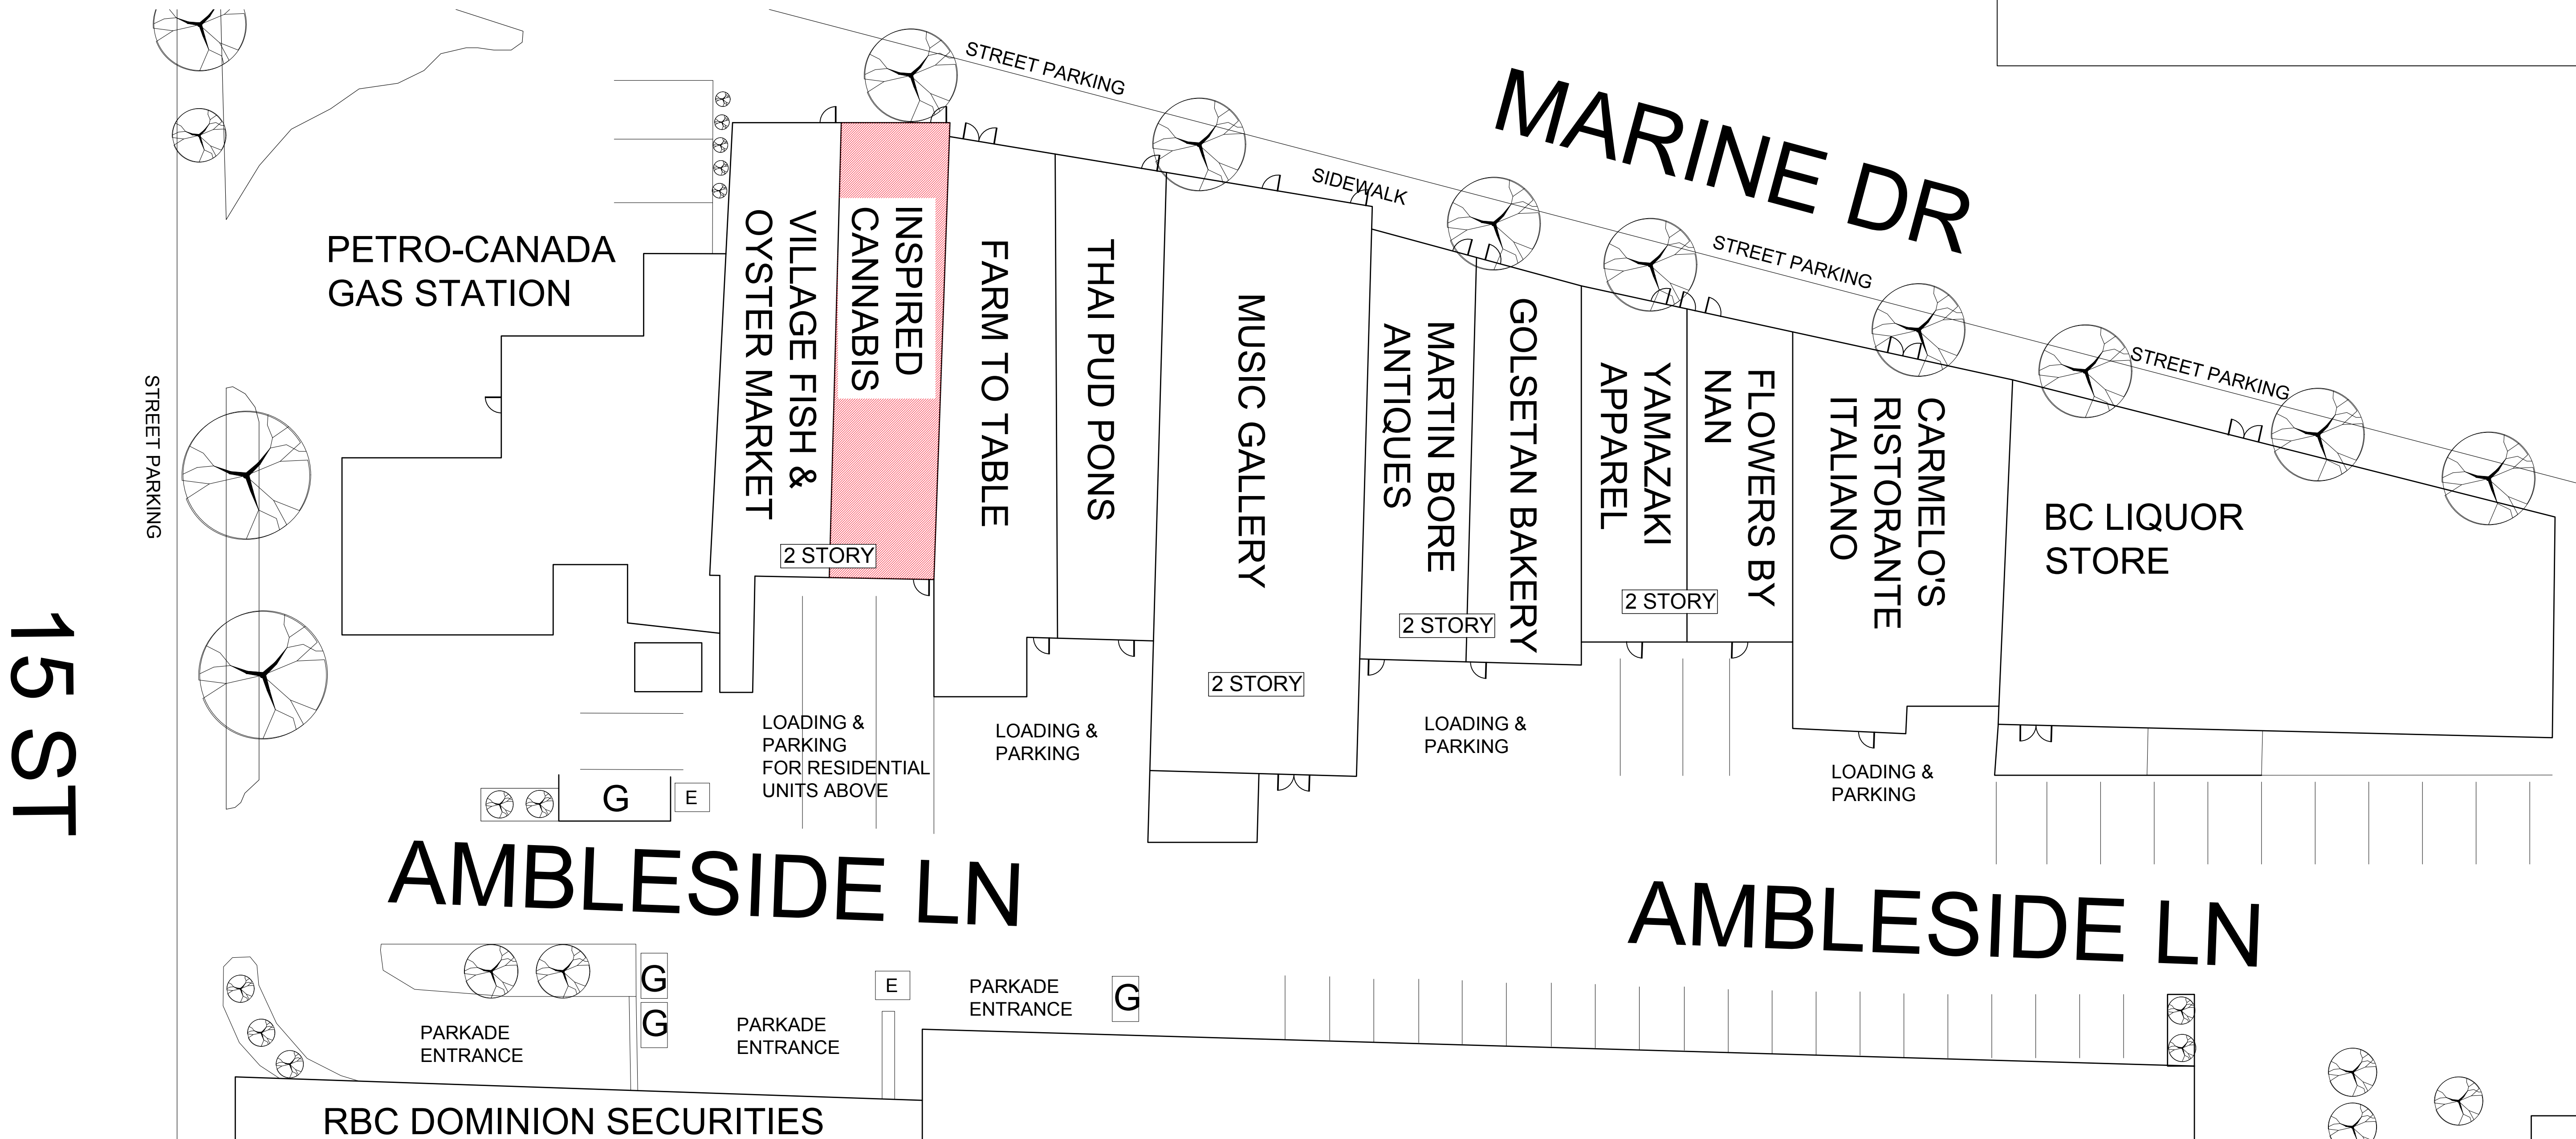 STREET PARKING
MARINE DR
SIDEWALK
STREET PARKING
STREET PARKING
PETRO-CANADA
GAS STATION
STREET PARKING
15 ST
VILLAGE FISH &
OYSTER MARKET
INSPIRED
CANNABIS
2 STORY
FARM TO TABLE
THAI PUD PONS
MUSIC GALLERY
2 STORY
MARTIN BORE
ANTIQUES
2 STORY
GOLSETAN BAKERY
YAMAZAKI
APPAREL
2 STORY
FLOWERS BY
NAN
CARMELO'S
RISTORANTE
ITALIANO
BC LIQUOR
STORE
LOADING &
PARKING
FOR RESIDENTIAL
UNITS ABOVE
LOADING &
PARKING
LOADING &
PARKING
LOADING &
PARKING
G
E
AMBLESIDE LN
AMBLESIDE LN
G
G
E
G
PARKADE
ENTRANCE
PARKADE
ENTRANCE
PARKADE
ENTRANCE
RBC DOMINION SECURITIES